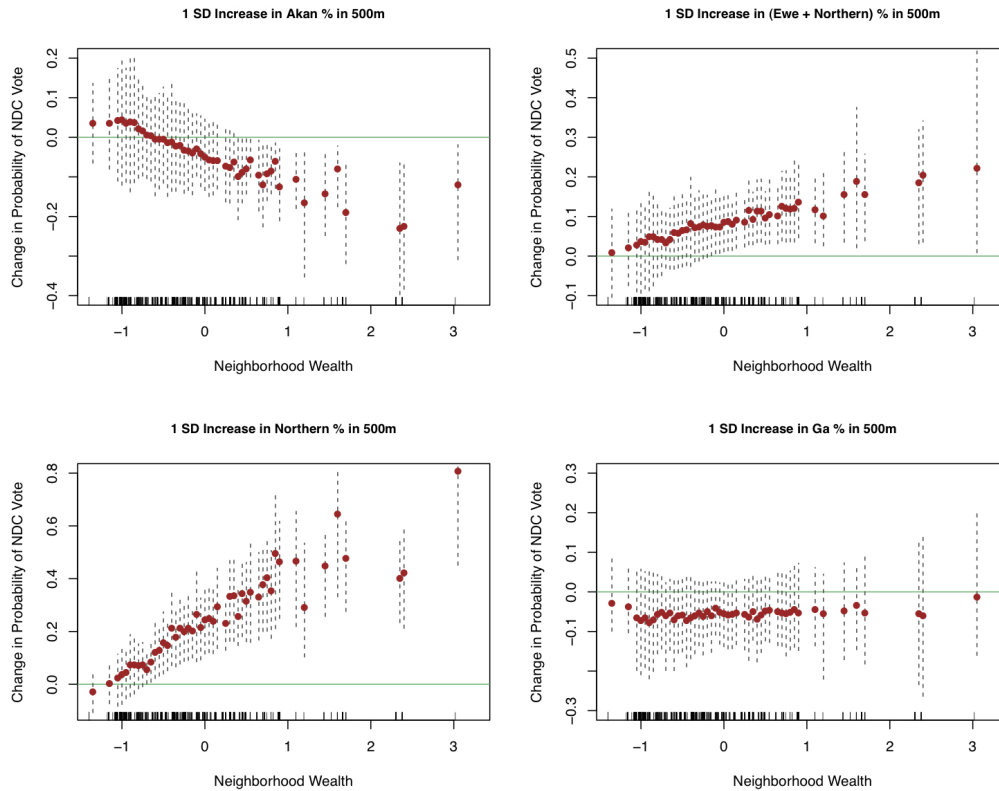 1 SD Increase in Akan % in 500m
Change in Probability of NDC Vote
0.2
0.0
−0.2
−0.4
−1 0 1 2 3
Neighborhood Wealth
1 SD Increase in (Ewe + Northern) % in 500m
Change in Probability of NDC Vote
0.5
0.4
0.3
0.2
0.1
0.0
−0.1
−1 0 1 2 3
Neighborhood Wealth
1 SD Increase in Northern % in 500m
Change in Probability of NDC Vote
0.8
0.6
0.4
0.2
0.0
−1 0 1 2 3
Neighborhood Wealth
1 SD Increase in Ga % in 500m
Change in Probability of NDC Vote
0.3
0.2
0.1
0.0
−0.1
−0.3
−1 0 1 2 3
Neighborhood Wealth